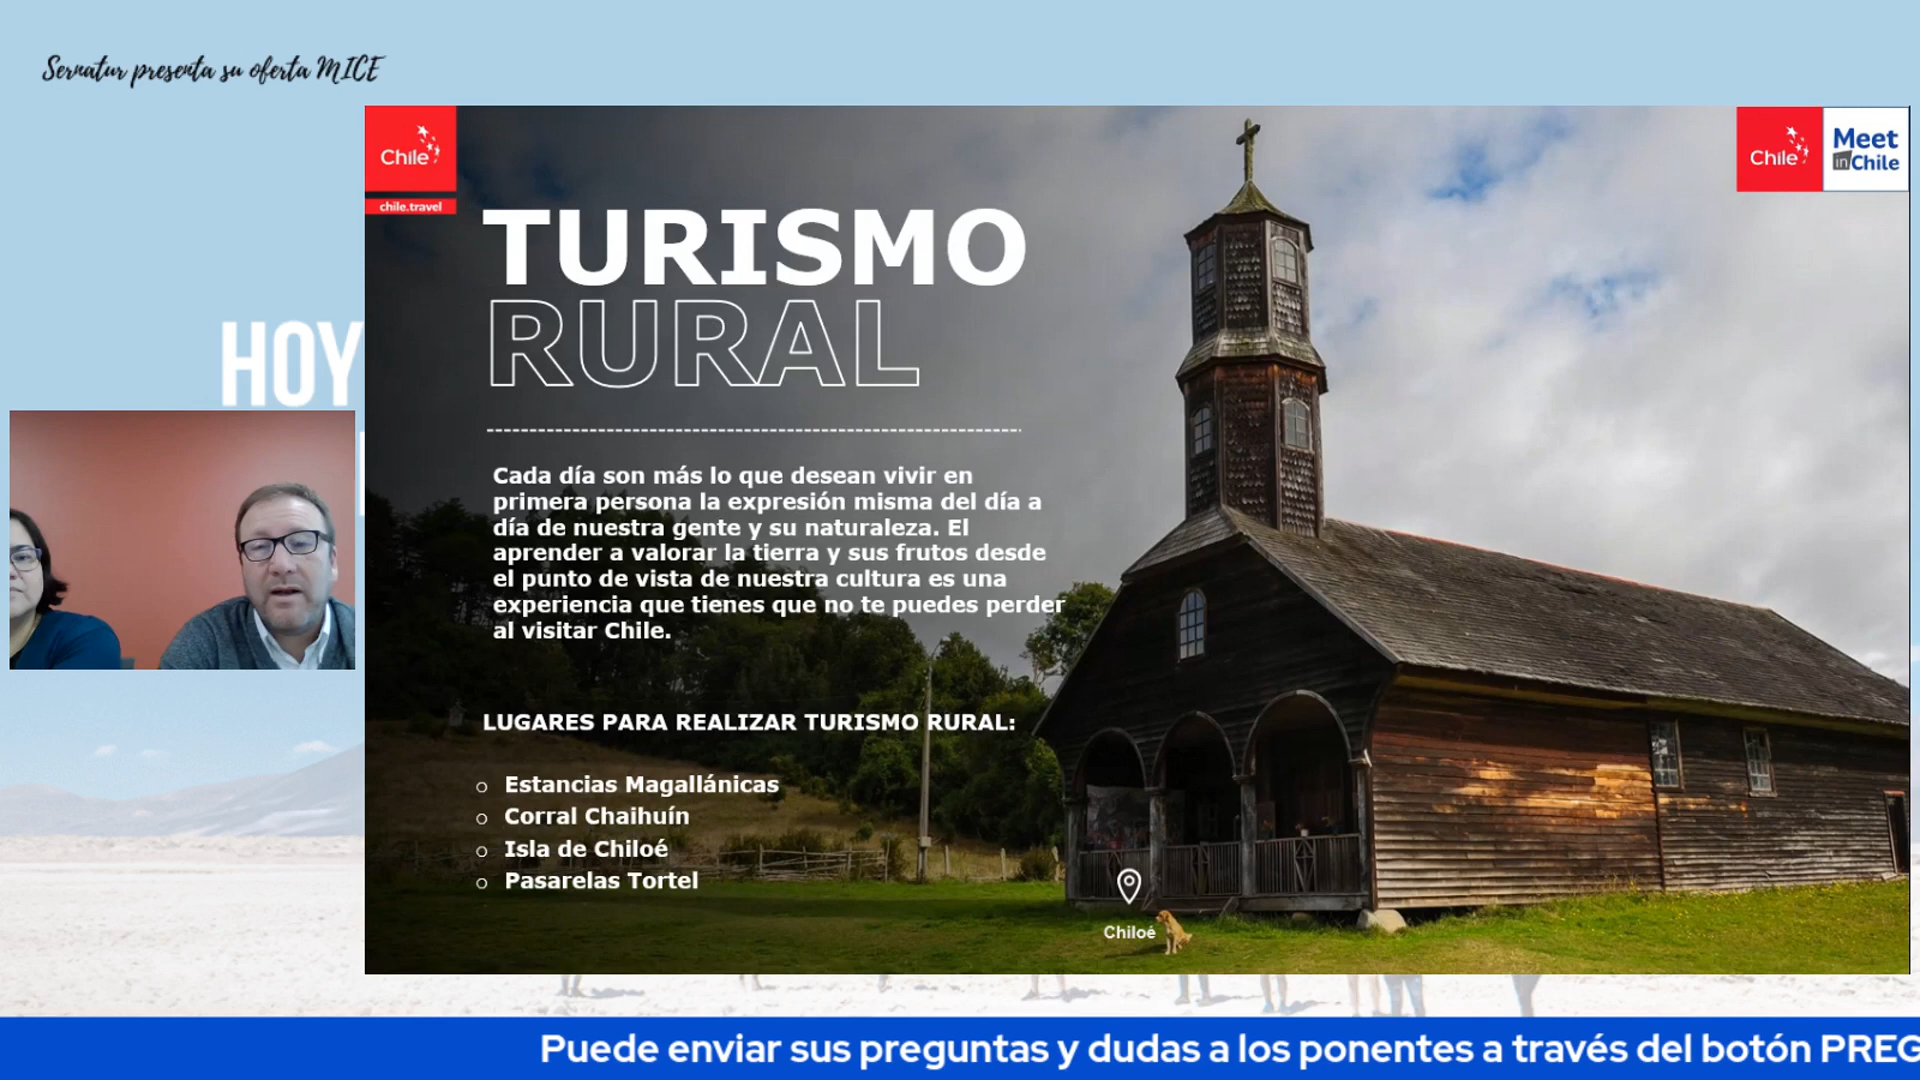 Sernatur presenta su oferta MICE
Chile
chile.travel
Chile
Meet
in Chile
TURISMO
RURAL
HOY
Cada día son más lo que desean vivir en
primera persona la expresión misma del día a
día de nuestra gente y su naturaleza. El
aprender a valorar la tierra y sus frutos desde
el punto de vista de nuestra cultura es una
experiencia que tienes que no te puedes perder
al visitar Chile.
LUGARES PARA REALIZAR TURISMO RURAL:
o Estancias Magallánicas
o Corral Chaihuín
o Isla de Chiloé
o Pasarelas Tortel
Chiloé
Puede enviar sus preguntas y dudas a los ponentes a través del botón PREG